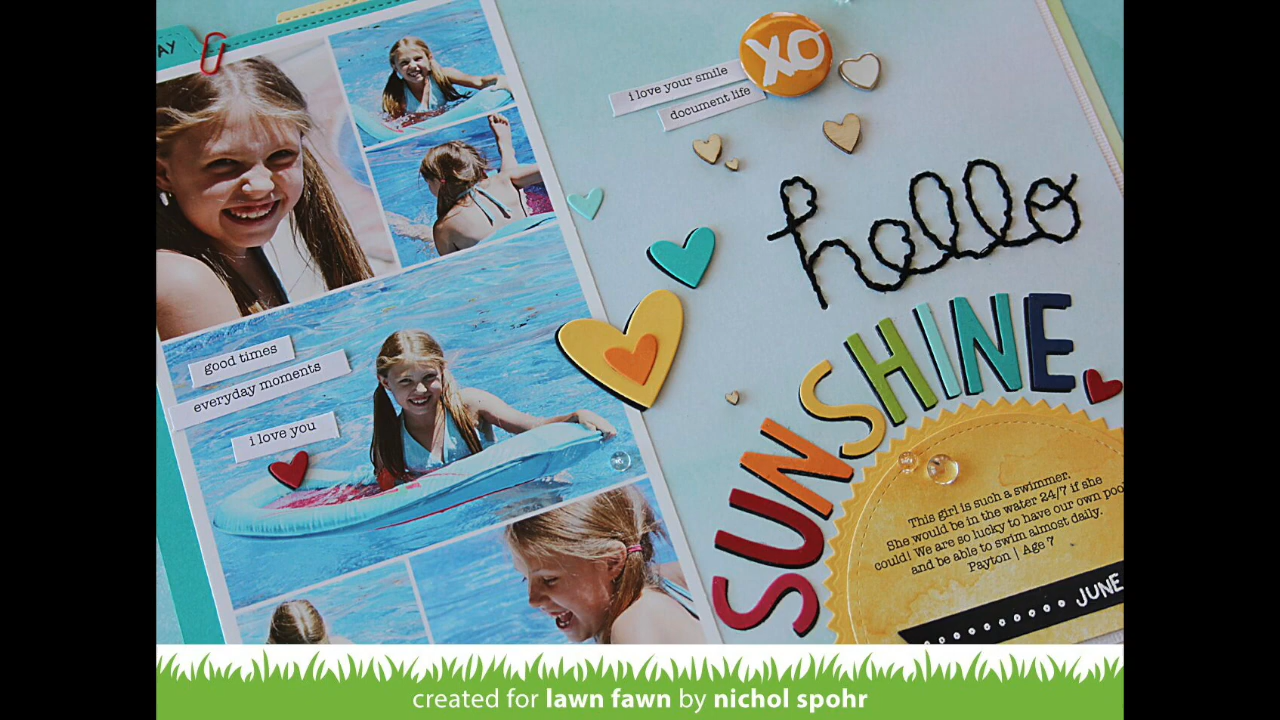 AY
XO
i love your smile
document life
hello
SUNSHINE
good times
everyday moments
i love you
This girl is such a swimmer.
She would be in the water 24/7 if she
could! We are so lucky to have our own pool
and be able to swim almost daily.
Payton | Age 7
JUNE
created for lawn fawn by nichol spohr